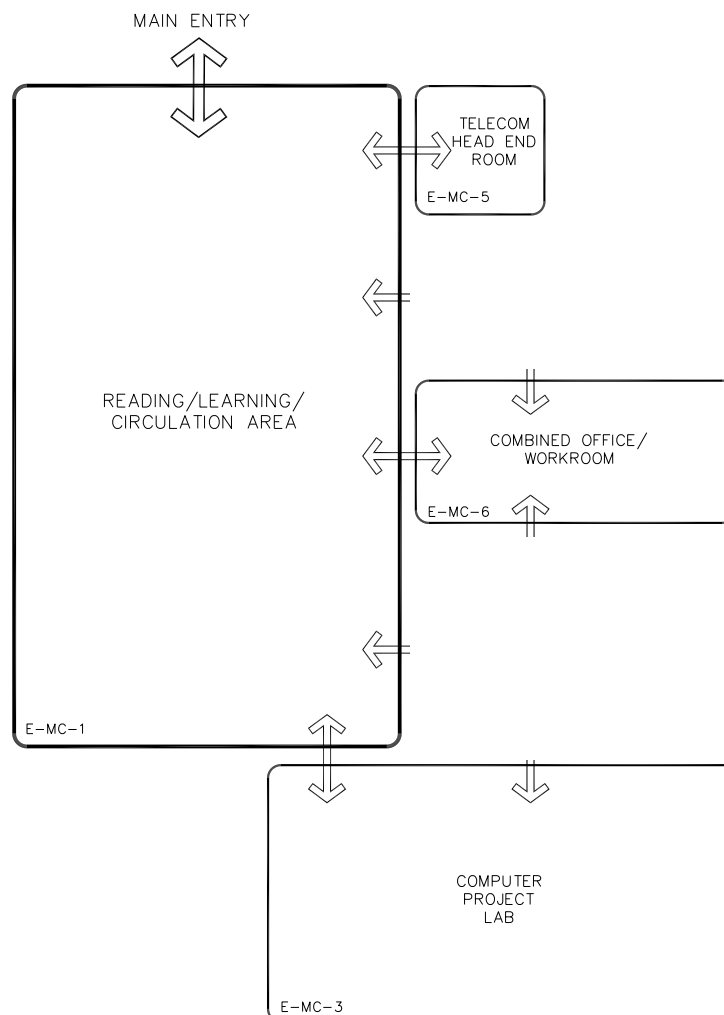 MAIN ENTRY
TELECOM
HEAD END
ROOM
E-MC-5
READING/LEARNING/
CIRCULATION AREA
COMBINED OFFICE/
WORKROOM
E-MC-6
E-MC-1
COMPUTER
PROJECT
LAB
E-MC-3